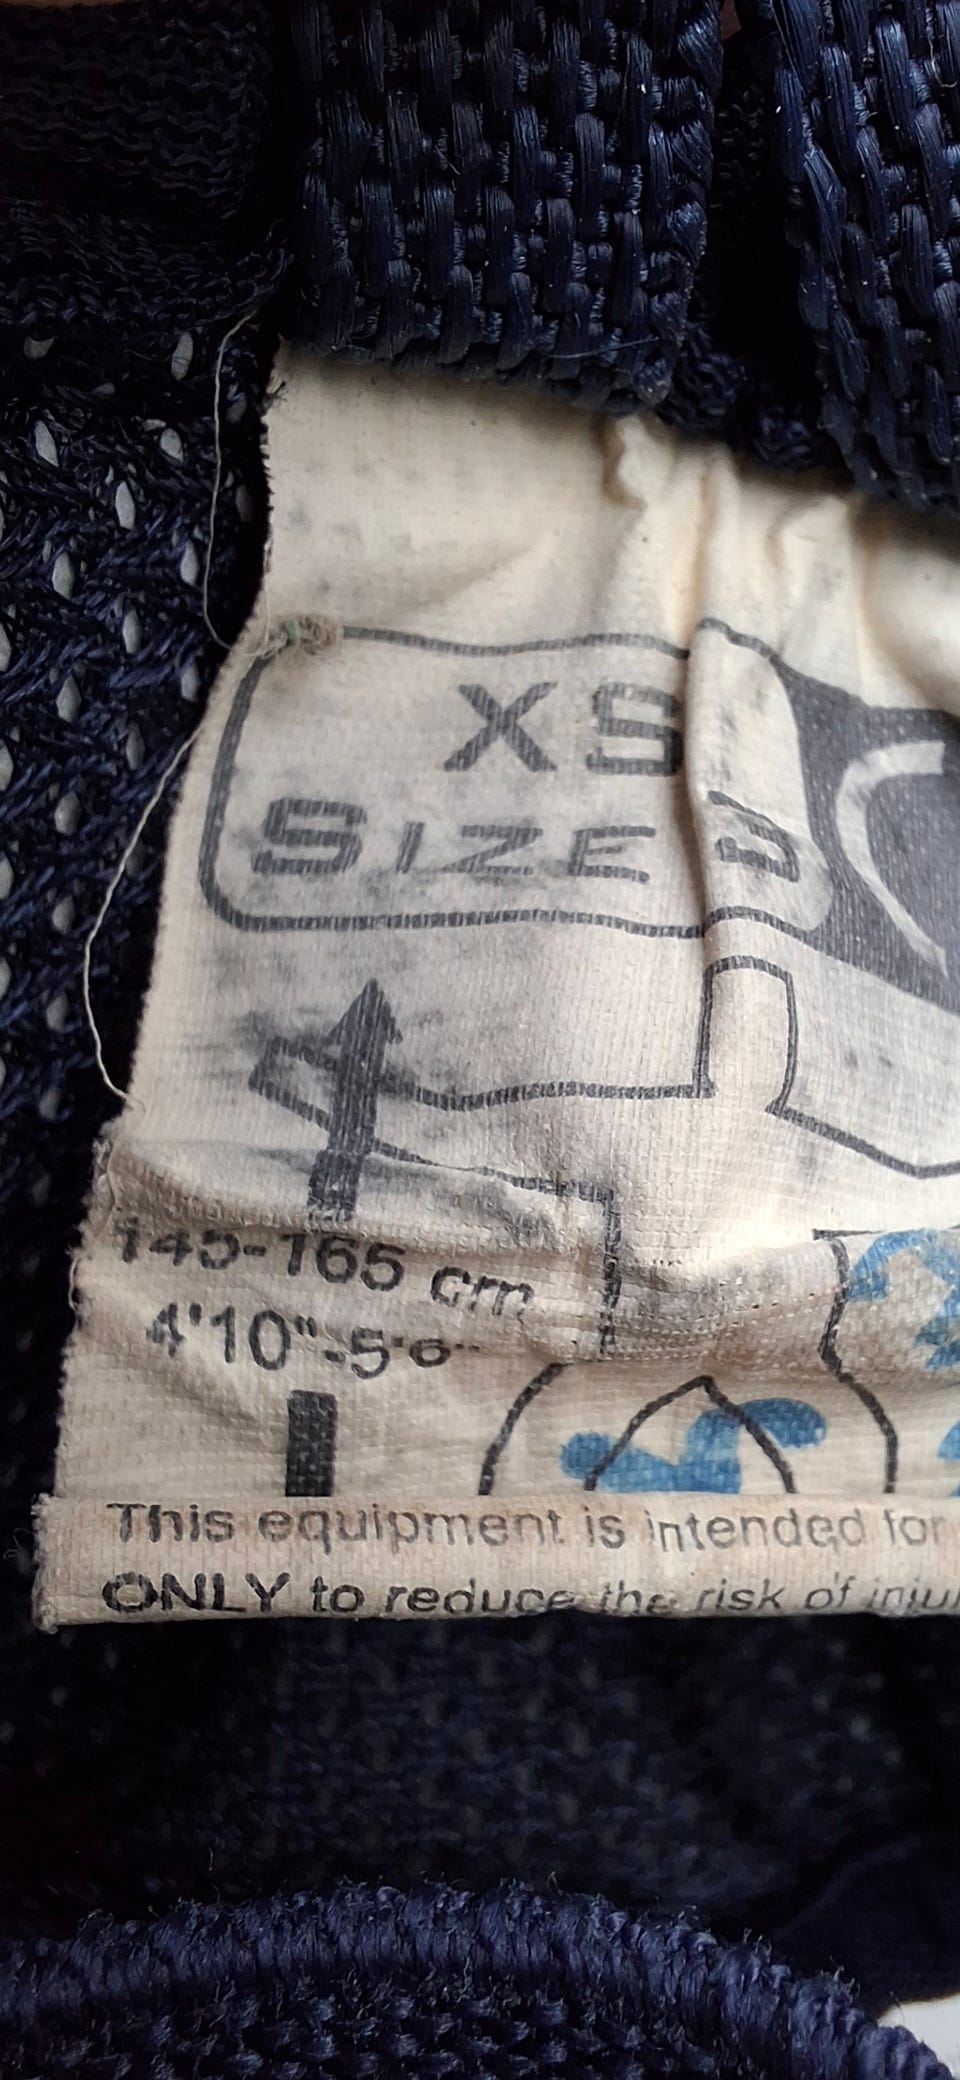 XS
SIZE
145-165 cm
4'10"-5'6"
This equipment is intended for
ONLY to reduce the risk of